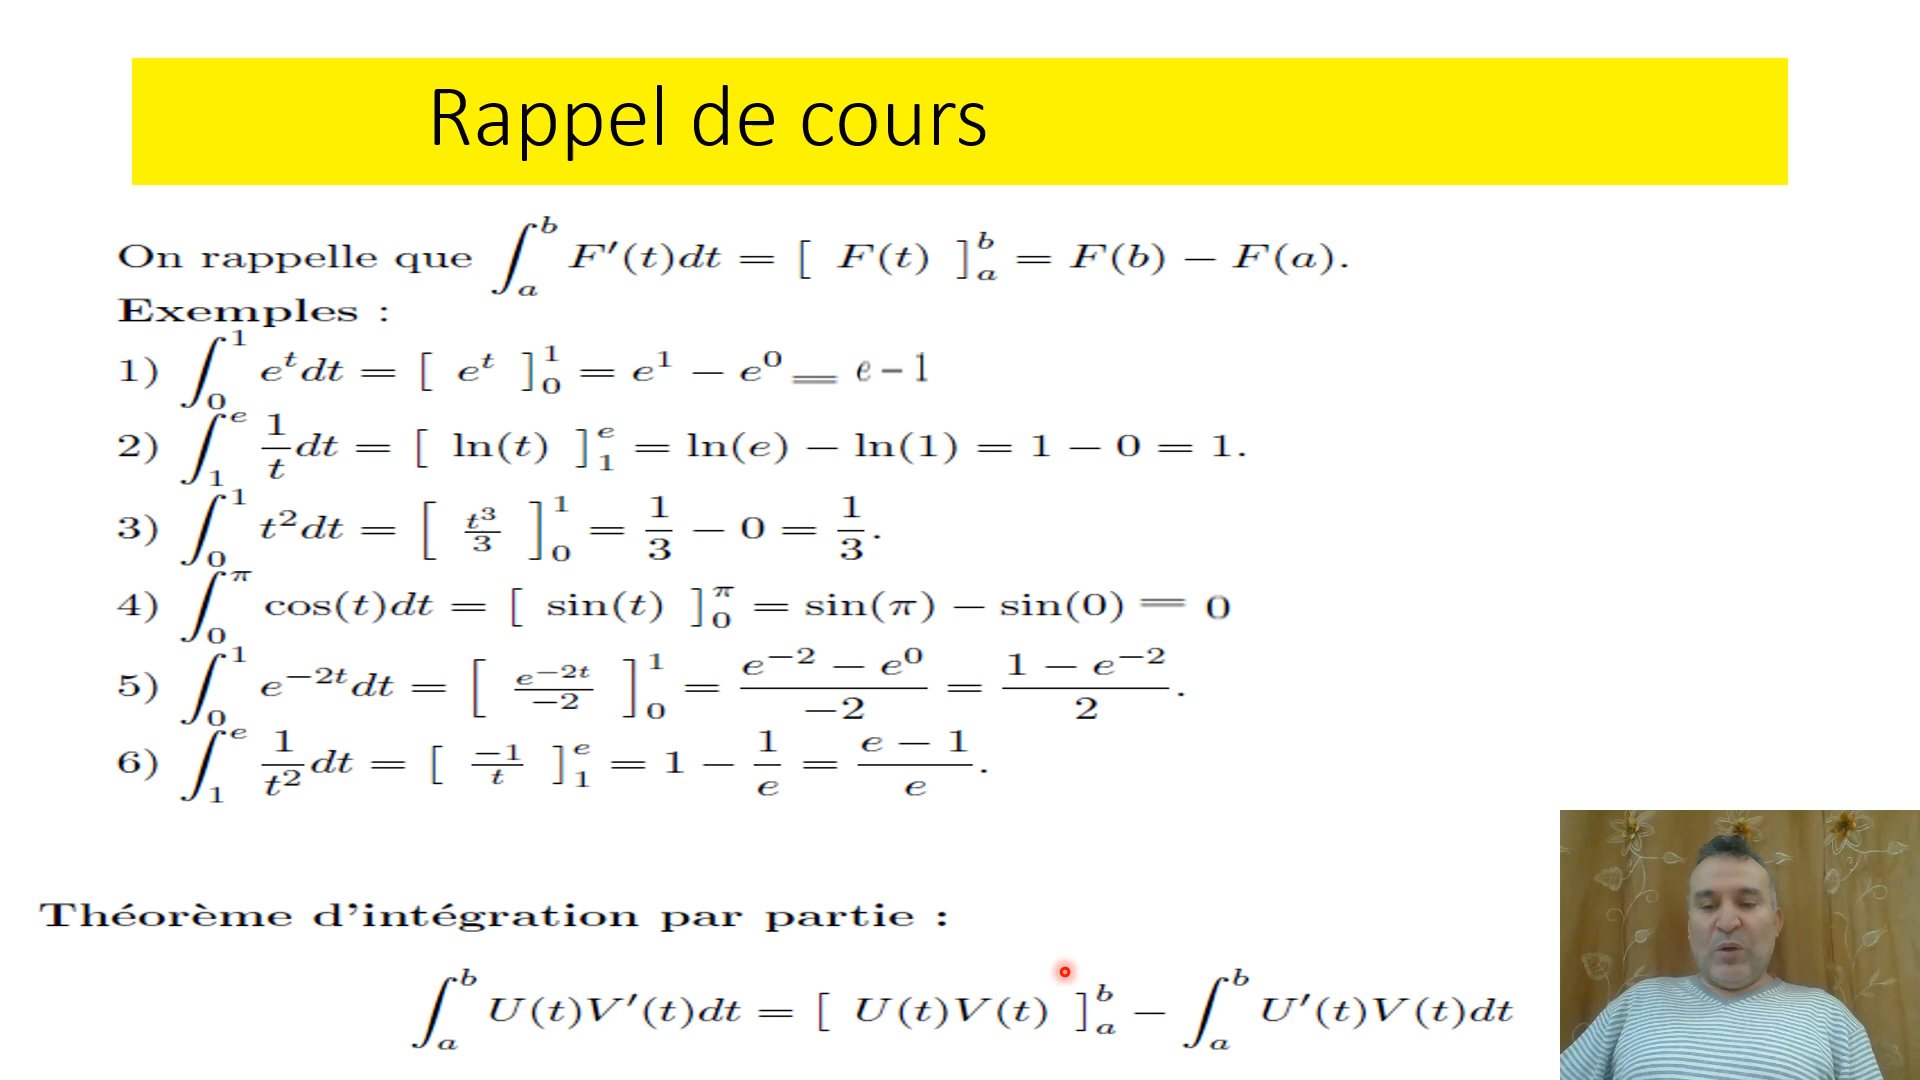 Rappel de cours
On rappelle que ∫_a^b F′(t)dt = [ F(t) ]_a^b = F(b) − F(a).
Exemples :
1) ∫_0^1 e^t dt = [ e^t ]_0^1 = e^1 − e^0 = e − 1
2) ∫_1^e 1/t dt = [ ln(t) ]_1^e = ln(e) − ln(1) = 1 − 0 = 1.
3) ∫_0^1 t^2 dt = [ t^3/3 ]_0^1 = 1/3 − 0 = 1/3.
4) ∫_0^π cos(t)dt = [ sin(t) ]_0^π = sin(π) − sin(0) = 0
5) ∫_0^1 e^{−2t} dt = [ e^{−2t}/−2 ]_0^1 = (e^{−2} − e^0)/−2 = (1 − e^{−2})/2.
6) ∫_1^e 1/t^2 dt = [ −1/t ]_1^e = 1 − 1/e = (e − 1)/e.
Théorème d'intégration par partie :
∫_a^b U(t)V′(t)dt = [ U(t)V(t) ]_a^b − ∫_a^b U′(t)V(t)dt